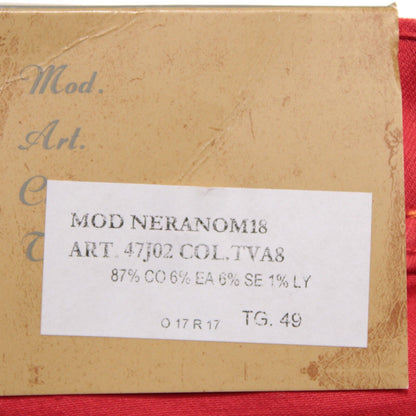 Mod.
Art.
C
T
MOD NERANOM18
ART. 47J02 COL.TVA8
87% CO 6% EA 6% SE 1% LY
O 17 R 17 TG. 49